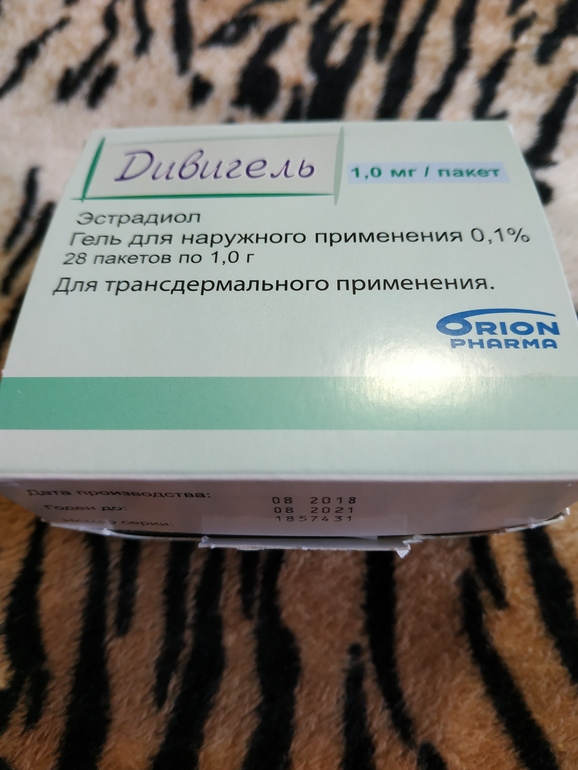 Дивигель
1,0 мг / пакет
Эстрадиол
Гель для наружного применения 0,1%
28 пакетов по 1,0 г
Для трансдермального применения.
ORION
PHARMA
Дата производства: 08 2018
Годен до: 08 2021
серии: 1857431